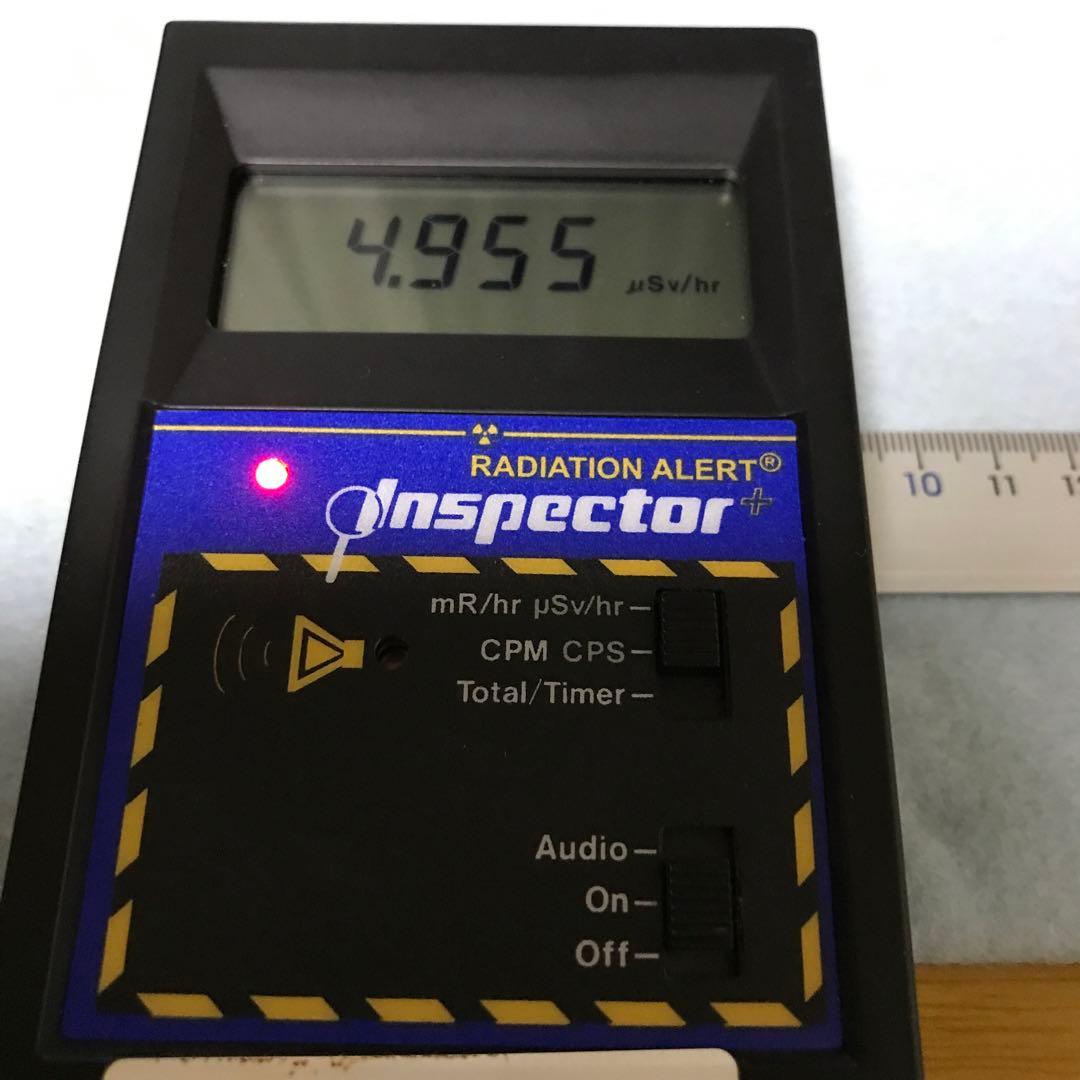 4.955 µSv/hr
RADIATION ALERT®
Inspector+
mR/hr µSv/hr
CPM CPS
Total/Timer
Audio
On
Off
10 11